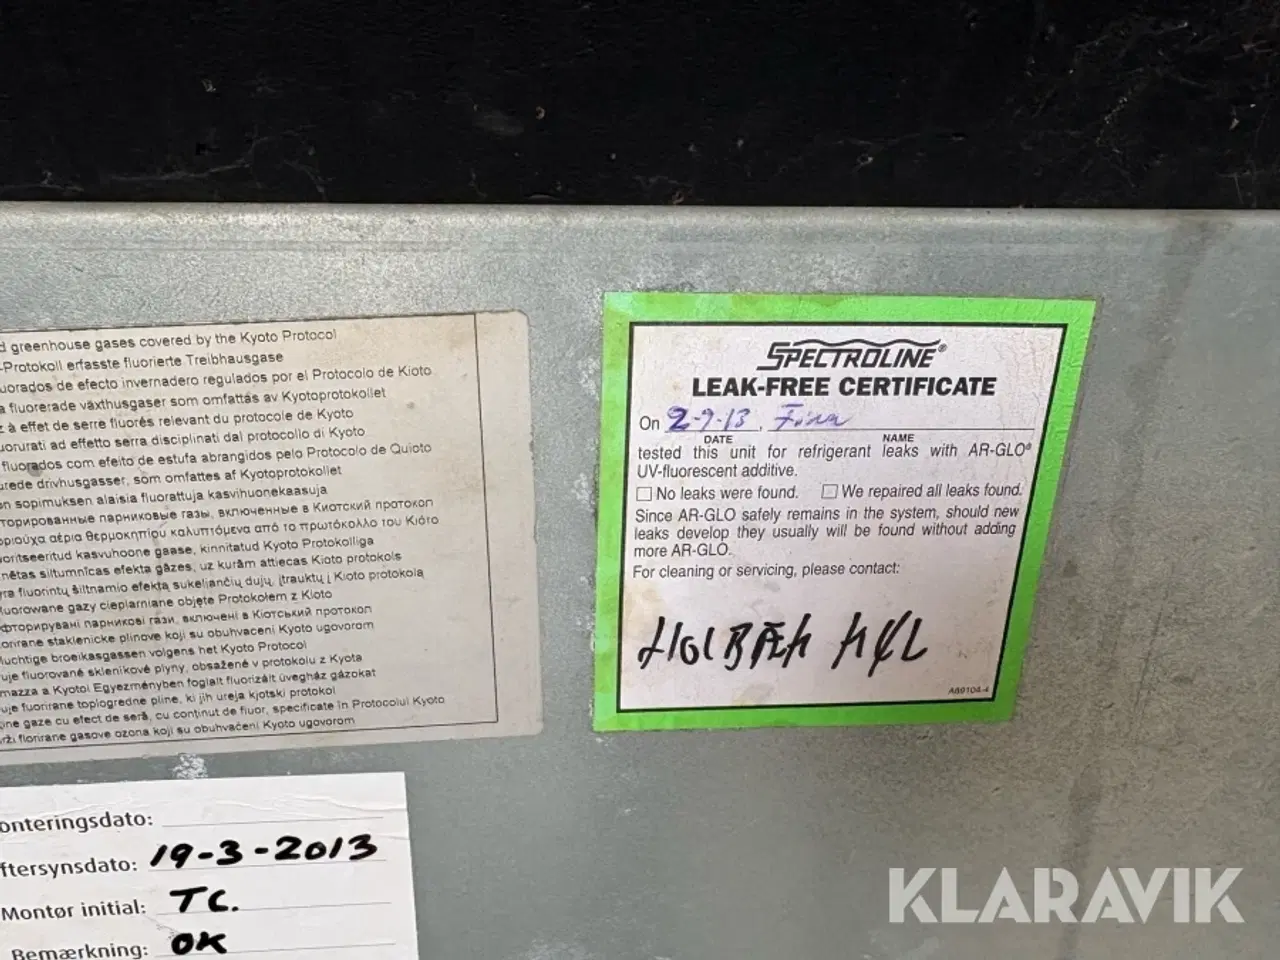 d greenhouse gases covered by the Kyoto Protocol
-Protokoll erfasste fluorierte Treibhausgase
uorados de efecto invernadero regulados por el Protocolo de Kioto
a fluorerade växthusgaser som omfattas av Kyotoprotokollet
z à effet de serre fluorés relevant du protocole de Kyoto
uorurati ad effetto serra disciplinati dal protocollo di Kyoto
fluorados com efeito de estufa abrangidos pelo Protocolo de Quioto
urede drivhusgasser, som omfattes af Kyotoprotokollet
n sopimuksen alaisia fluorattuja kasvihuonekaasuja
торированные парниковые газы, включенные в Киотский протокол
οριούχα αέρια θερμοκηπίου καλυπτόμενα από το πρωτόκολλο του Κιότο
uoritseeritud kasvuhoone gaase, kinnitatud Kyoto Protokolliga
nētas siltumnīcas efekta gāzes, uz kurām attiecas Kioto protokols
yra fluorintų šiltnamio efektą sukeliančių dujų, įtrauktų į Kioto protokolą
luorowane gazy cieplarniane objęte Protokołem z Kioto
фторирувані парникові гази, включені в Кіотський протокол
orirane staklenicke plinove koji su obuhvaceni Kyoto ugovorom
luchtige broeikasgassen volgens het Kyoto Protocol
uje fluorované sklenikové plyny, obsažené v protokolu z Kyota
mazza a Kyotoi Egyezményben foglalt fluorizált üvegház gázokat
uje fluorirane toplogredne pline, ki jih ureja kjotski protokol
ine gaze cu efect de seră, cu conținut de fluor, specificate în Protocolul Kyoto
rži florirane gasove ozona koji su obuhvaćeni Kyoto ugovorom
SPECTROLINE®
LEAK-FREE CERTIFICATE
On 2-9-13,
DATE NAME
tested this unit for refrigerant leaks with AR-GLO®
UV-fluorescent additive.
No leaks were found. We repaired all leaks found.
Since AR-GLO safely remains in the system, should new
leaks develop they usually will be found without adding
more AR-GLO.
For cleaning or servicing, please contact:
HOLBÆK KØL
A69104-4
onteringsdato:
ftersynsdato: 19-3-2013
Montør initial: TC.
Bemærkning: OK
KLARAVIK